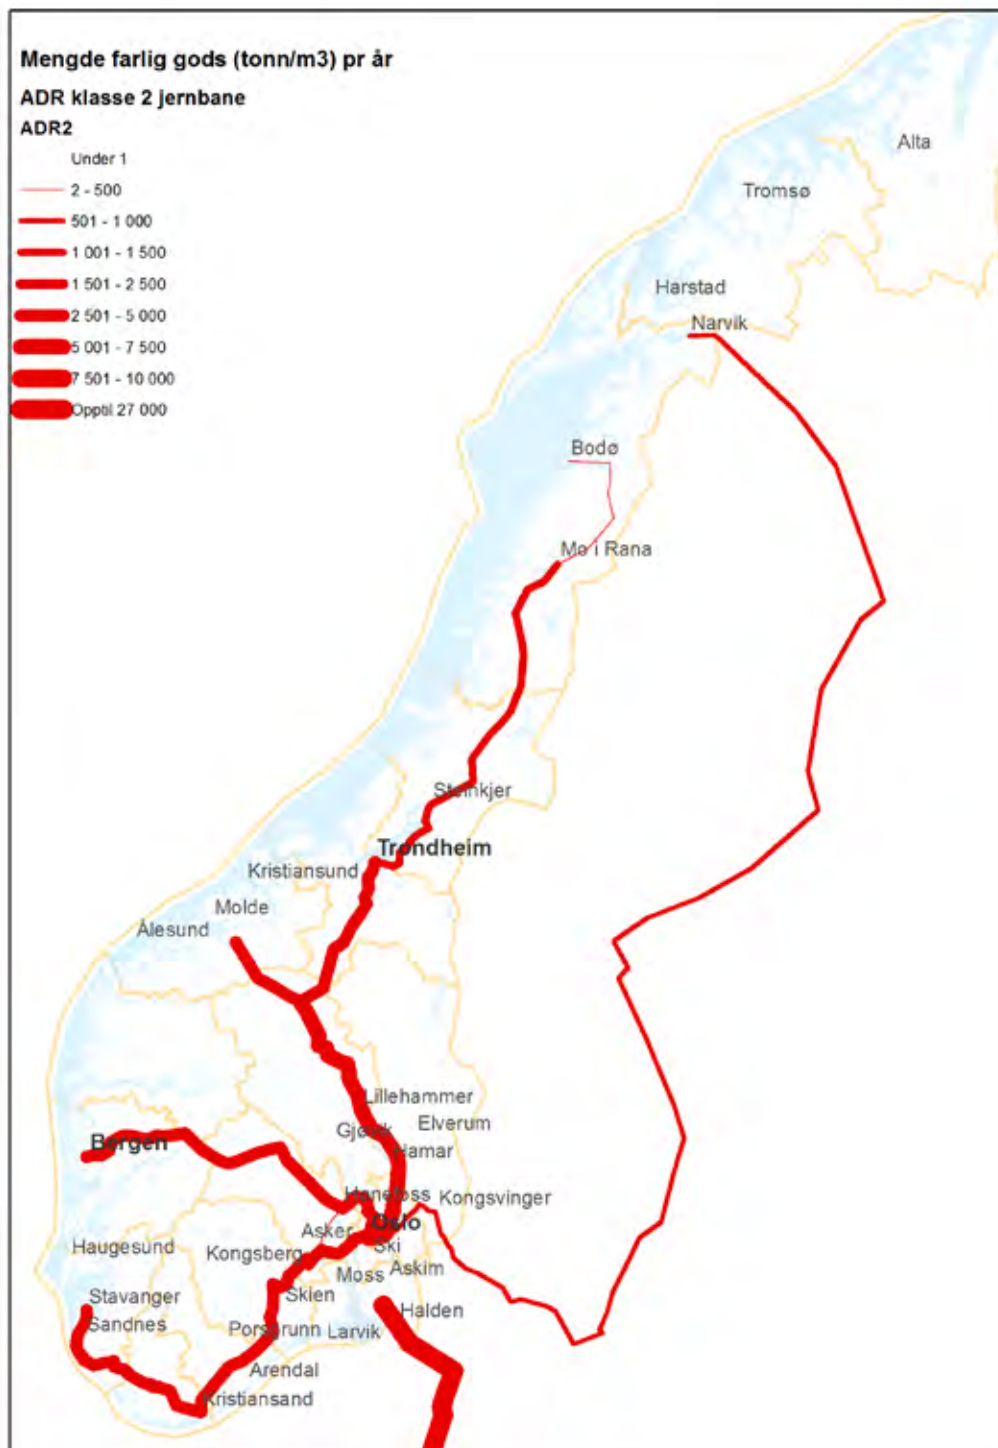 Mengde farlig gods (tonn/m3) pr år
ADR klasse 2 jernbane
ADR2
Under 1
2 - 500
501 - 1 000
1 001 - 1 500
1 501 - 2 500
2 501 - 5 000
5 001 - 7 500
7 501 - 10 000
Opptil 27 000
Alta
Tromsø
Harstad
Narvik
Bodø
Mo i Rana
Steinkjer
Trondheim
Kristiansund
Molde
Ålesund
Lillehammer
Elverum
Gjøvik
Hamar
Bergen
Hønefoss
Kongsvinger
Oslo
Asker
Ski
Haugesund
Kongsberg
Askim
Moss
Skien
Stavanger
Halden
Sandnes
Porsgrunn
Larvik
Arendal
Kristiansand